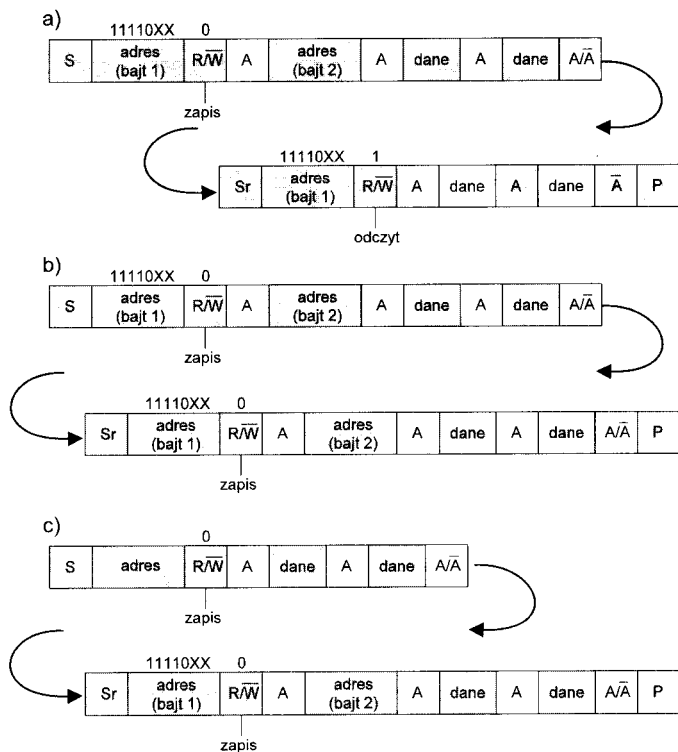 a)
11110XX 0
S adres (bajt 1) R/W̅ A adres (bajt 2) A dane A dane A/A̅
zapis
11110XX 1
Sr adres (bajt 1) R/W̅ A dane A dane A̅ P
odczyt
b)
11110XX 0
S adres (bajt 1) R/W̅ A adres (bajt 2) A dane A dane A/A̅
zapis
11110XX 0
Sr adres (bajt 1) R/W̅ A adres (bajt 2) A dane A dane A/A̅ P
zapis
c)
0
S adres R/W̅ A dane A dane A/A̅
zapis
11110XX 0
Sr adres (bajt 1) R/W̅ A adres (bajt 2) A dane A dane A/A̅ P
zapis